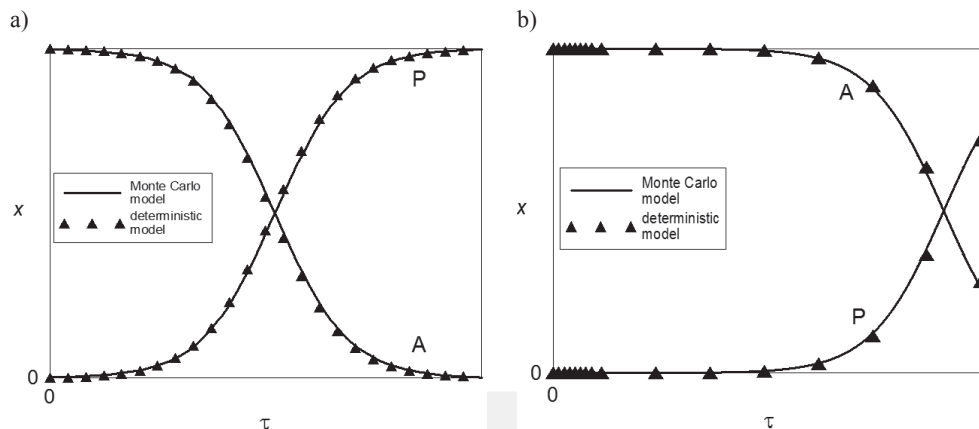 a)
P
Monte Carlo
model
deterministic
model
x
A
0
0
τ
b)
A
Monte Carlo
model
deterministic
model
x
P
0
0
τ